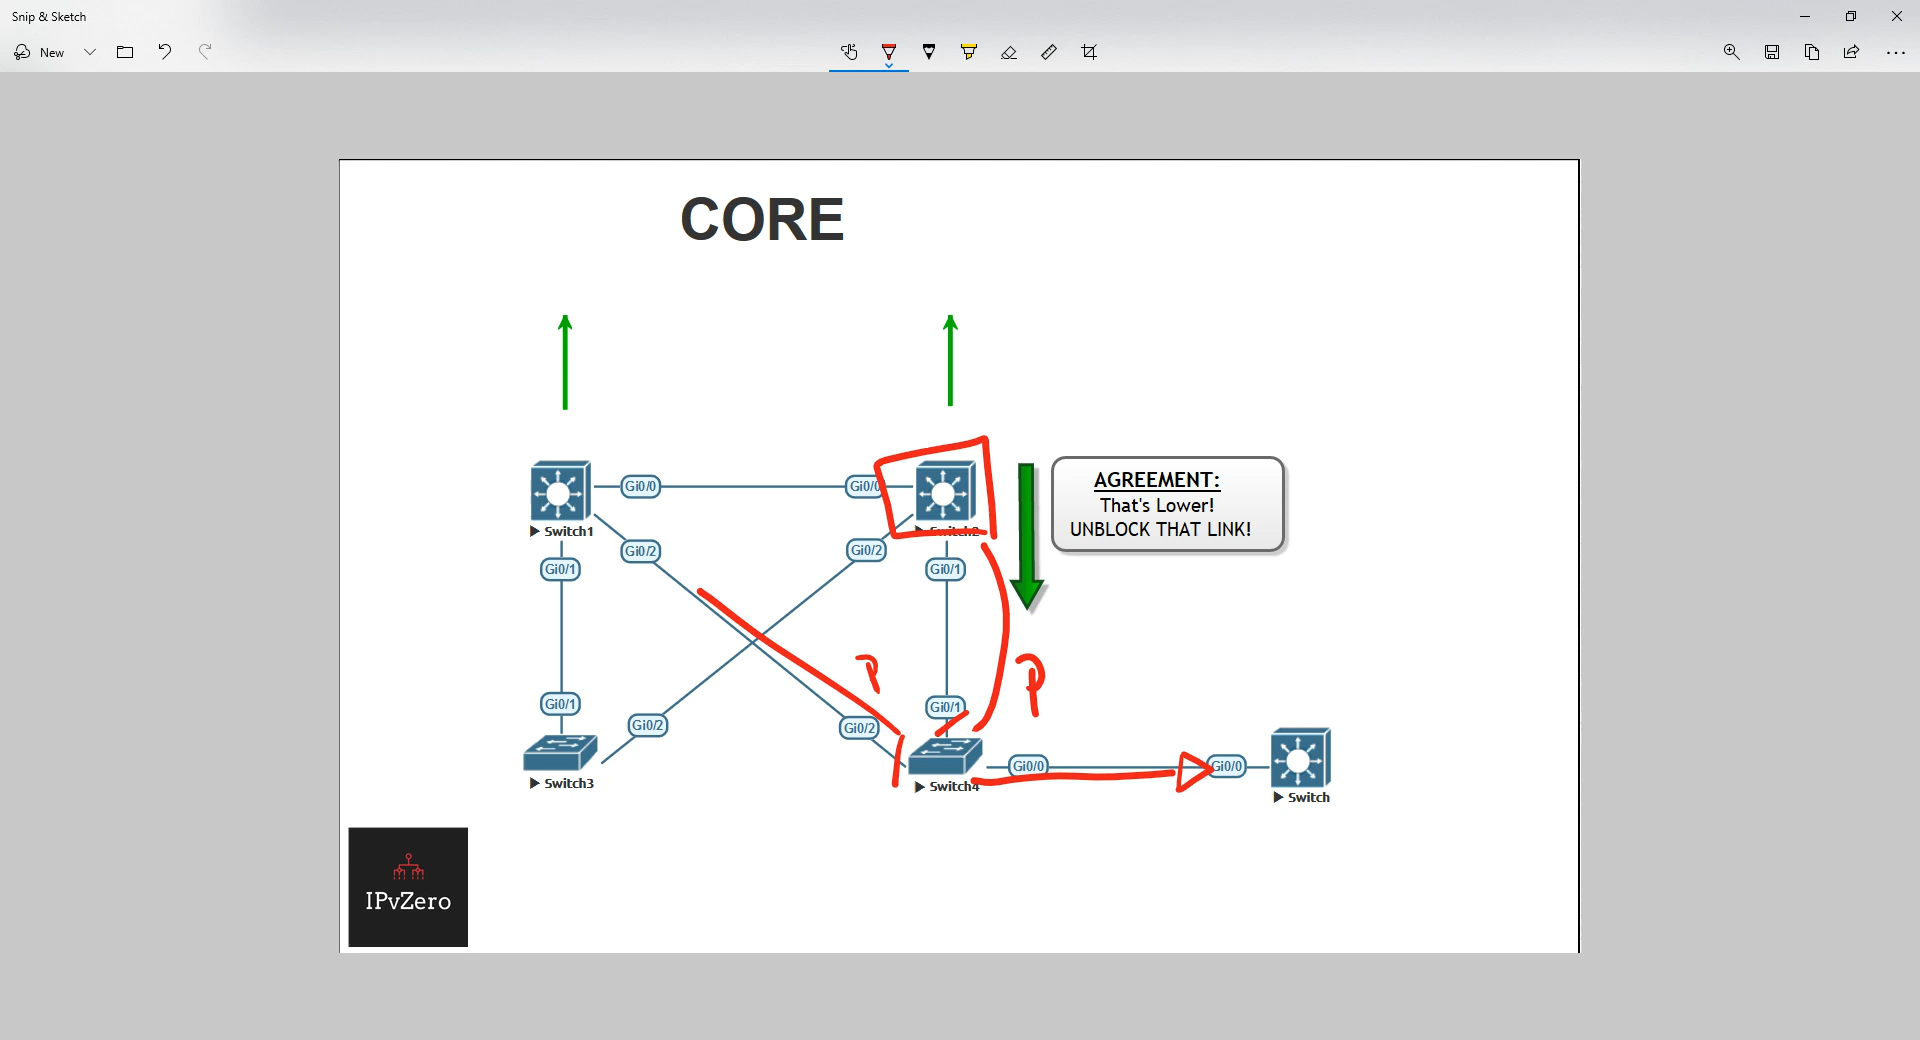 Snip & Sketch
New
CORE
AGREEMENT:
That's Lower!
UNBLOCK THAT LINK!
Gi0/0
Gi0/0
Switch1
Switch2
Gi0/2
Gi0/2
Gi0/1
Gi0/1
P
P
Gi0/1
Gi0/1
Gi0/2
Gi0/2
Gi0/0
Gi0/0
Switch3
Switch4
Switch
IPvZero